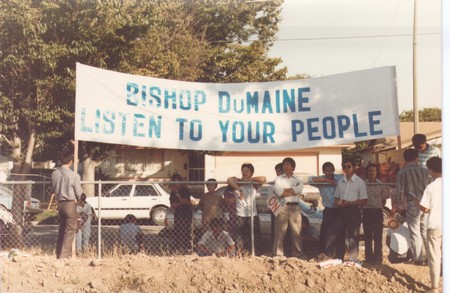 BISHOP DuMAINE
LISTEN TO YOUR PEOPLE